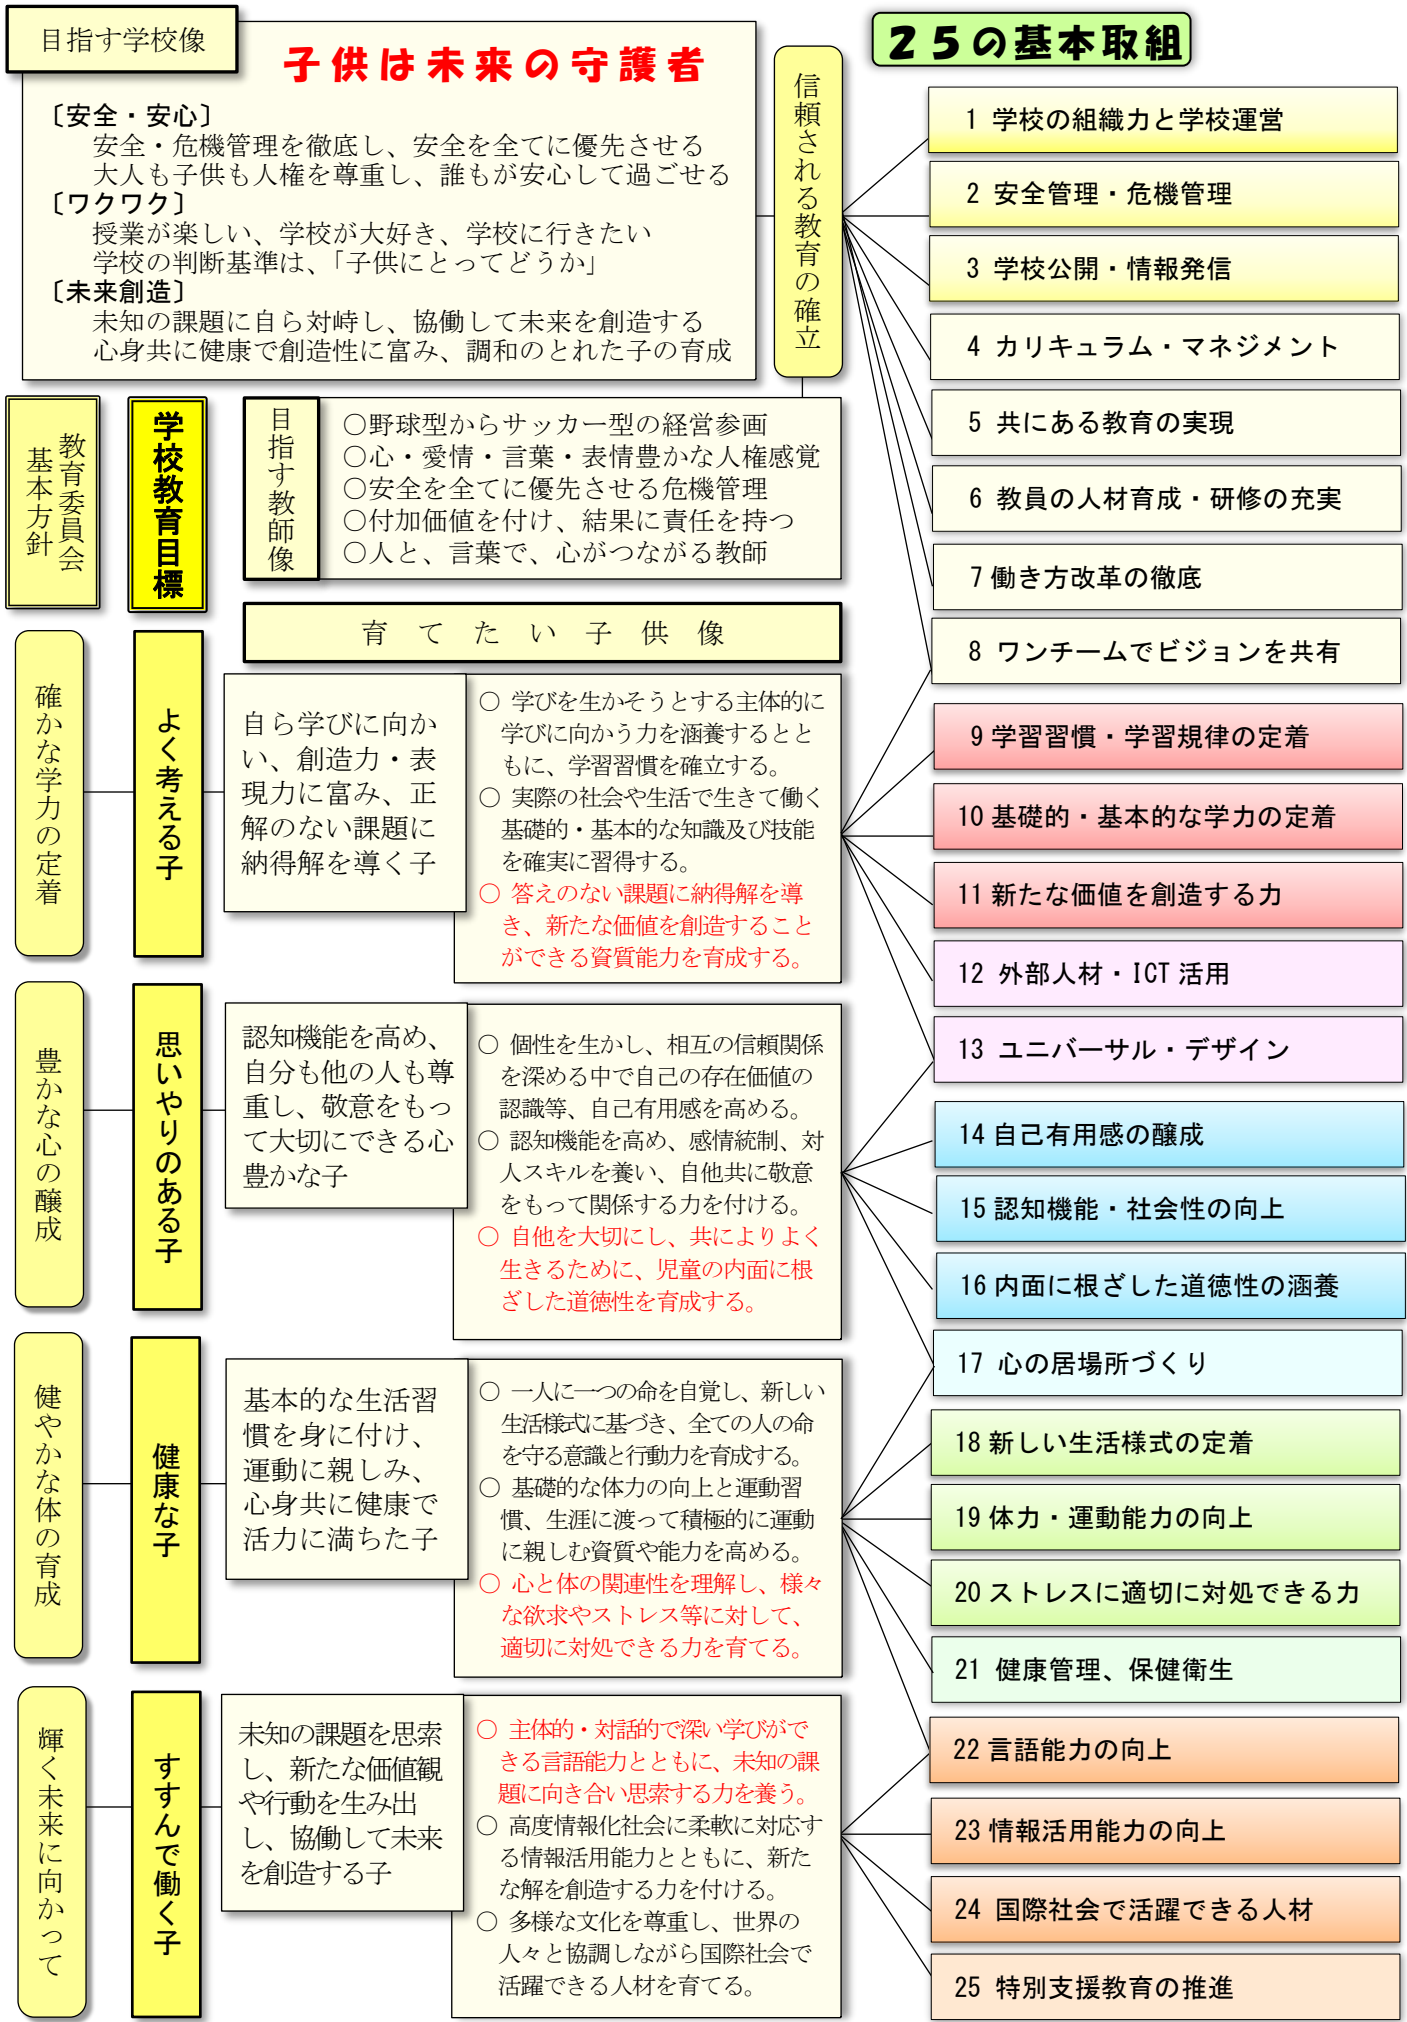 目指す学校像
子供は未来の守護者
〔安全・安心〕
安全・危機管理を徹底し、安全を全てに優先させる
大人も子供も人権を尊重し、誰もが安心して過ごせる
〔ワクワク〕
授業が楽しい、学校が大好き、学校に行きたい
学校の判断基準は、「子供にとってどうか」
〔未来創造〕
未知の課題に自ら対峙し、協働して未来を創造する
心身共に健康で創造性に富み、調和のとれた子の育成
信頼される教育の確立
教育委員会
基本方針
学校教育目標
目指す教師像
○野球型からサッカー型の経営参画
○心・愛情・言葉・表情豊かな人権感覚
○安全を全てに優先させる危機管理
○付加価値を付け、結果に責任を持つ
○人と、言葉で、心がつながる教師
育てたい子供像
確かな学力の定着
よく考える子
自ら学びに向か
い、創造力・表
現力に富み、正
解のない課題に
納得解を導く子
○ 学びを生かそうとする主体的に
学びに向かう力を涵養するとと
もに、学習習慣を確立する。
○ 実際の社会や生活で生きて働く
基礎的・基本的な知識及び技能
を確実に習得する。
○ 答えのない課題に納得解を導
き、新たな価値を創造すること
ができる資質能力を育成する。
豊かな心の醸成
思いやりのある子
認知機能を高め、
自分も他の人も尊
重し、敬意をもっ
て大切にできる心
豊かな子
○ 個性を生かし、相互の信頼関係
を深める中で自己の存在価値の
認識等、自己有用感を高める。
○ 認知機能を高め、感情統制、対
人スキルを養い、自他共に敬意
をもって関係する力を付ける。
○ 自他を大切にし、共によりよく
生きるために、児童の内面に根
ざした道徳性を育成する。
健やかな体の育成
健康な子
基本的な生活習
慣を身に付け、
運動に親しみ、
心身共に健康で
活力に満ちた子
○ 一人に一つの命を自覚し、新しい
生活様式に基づき、全ての人の命
を守る意識と行動力を育成する。
○ 基礎的な体力の向上と運動習
慣、生涯に渡って積極的に運動
に親しむ資質や能力を高める。
○ 心と体の関連性を理解し、様々
な欲求やストレス等に対して、
適切に対処できる力を育てる。
輝く未来に向かって
すすんで働く子
未知の課題を思索
し、新たな価値観
や行動を生み出
し、協働して未来
を創造する子
○ 主体的・対話的で深い学びがで
きる言語能力とともに、未知の課
題に向き合い思索する力を養う。
○ 高度情報化社会に柔軟に対応す
る情報活用能力とともに、新た
な解を創造する力を付ける。
○ 多様な文化を尊重し、世界の
人々と協調しながら国際社会で
活躍できる人材を育てる。
25の基本取組
1 学校の組織力と学校運営
2 安全管理・危機管理
3 学校公開・情報発信
4 カリキュラム・マネジメント
5 共にある教育の実現
6 教員の人材育成・研修の充実
7 働き方改革の徹底
8 ワンチームでビジョンを共有
9 学習習慣・学習規律の定着
10 基礎的・基本的な学力の定着
11 新たな価値を創造する力
12 外部人材・ICT 活用
13 ユニバーサル・デザイン
14 自己有用感の醸成
15 認知機能・社会性の向上
16 内面に根ざした道徳性の涵養
17 心の居場所づくり
18 新しい生活様式の定着
19 体力・運動能力の向上
20 ストレスに適切に対処できる力
21 健康管理、保健衛生
22 言語能力の向上
23 情報活用能力の向上
24 国際社会で活躍できる人材
25 特別支援教育の推進